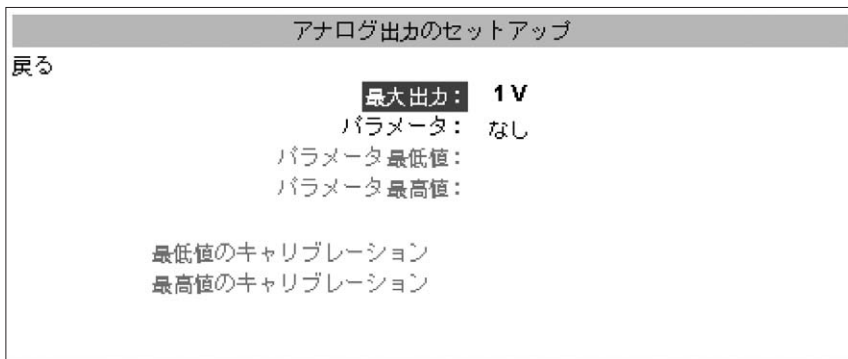 アナログ出力のセットアップ
戻る
最大出力： 1 V
パラメータ： なし
パラメータ最低値：
パラメータ最高値：
最低値のキャリブレーション
最高値のキャリブレーション